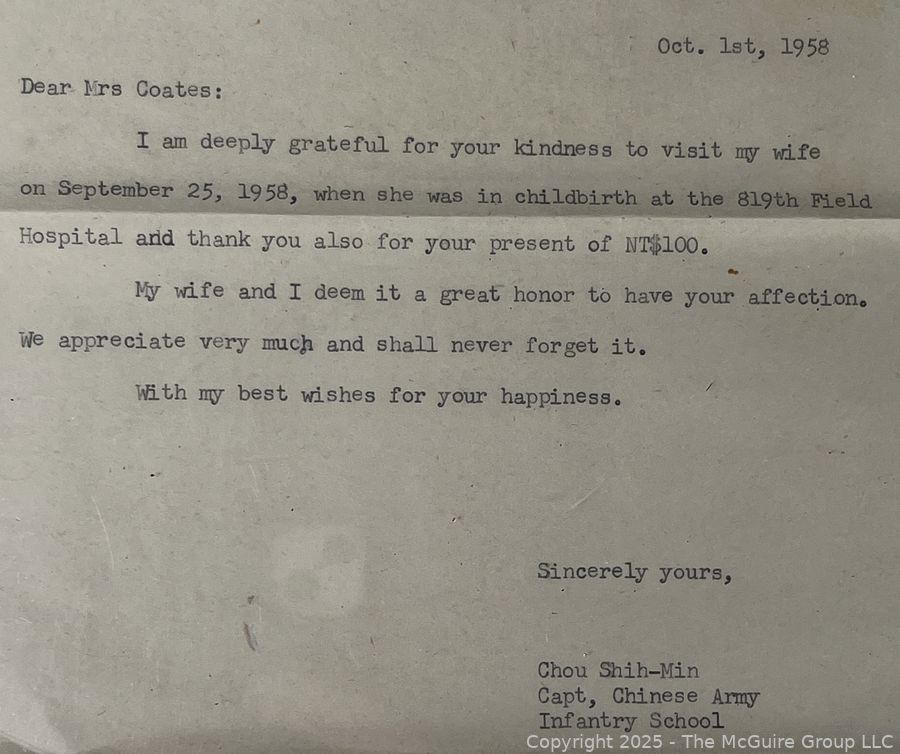 Oct. 1st, 1958
Dear Mrs Coates:
I am deeply grateful for your kindness to visit my wife
on September 25, 1958, when she was in childbirth at the 819th Field
Hospital and thank you also for your present of NT$100.
My wife and I deem it a great honor to have your affection.
We appreciate very much and shall never forget it.
With my best wishes for your happiness.
Sincerely yours,
Chou Shih-Min
Capt, Chinese Army
Infantry School
Copyright 2025 - The McGuire Group LLC